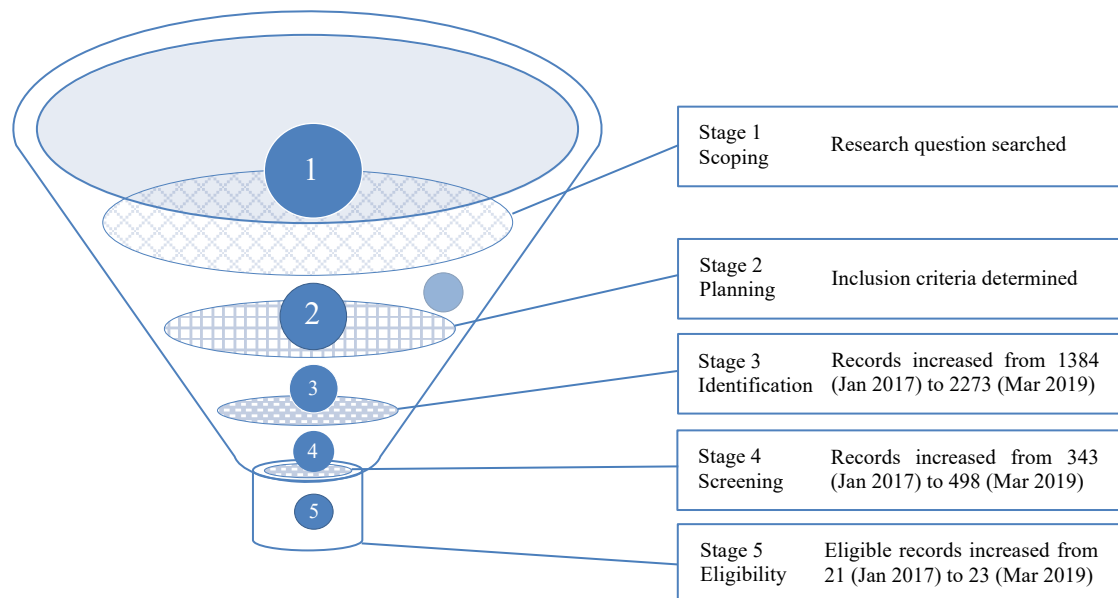 1
2
3
4
5
Stage 1
Scoping
Research question searched
Stage 2
Planning
Inclusion criteria determined
Stage 3
Identification
Records increased from 1384
(Jan 2017) to 2273 (Mar 2019)
Stage 4
Screening
Records increased from 343
(Jan 2017) to 498 (Mar 2019)
Stage 5
Eligibility
Eligible records increased from
21 (Jan 2017) to 23 (Mar 2019)